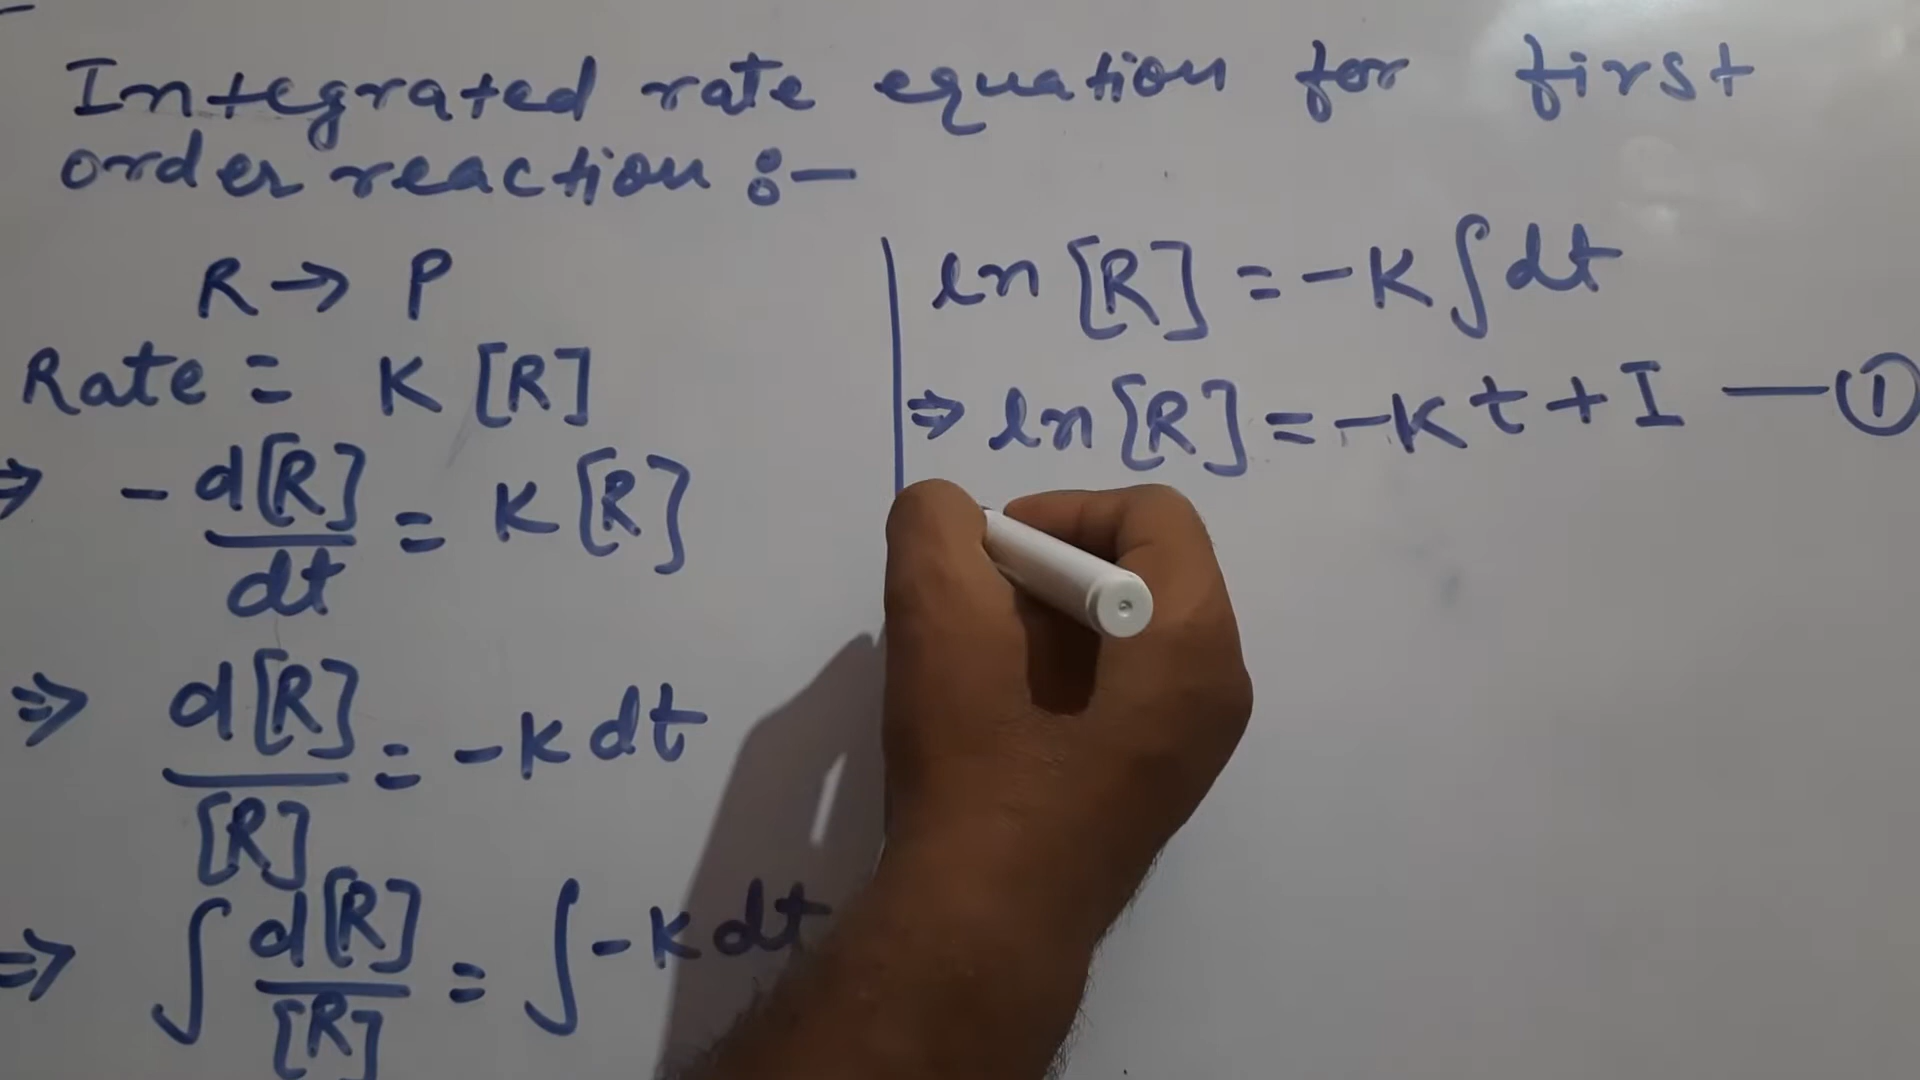 Integrated rate equation for first
order reaction :-
R → P
Rate = K [R]
⇒ - d[R]/dt = K [R]
⇒ d[R]/[R] = -K dt
⇒ ∫ d[R]/[R] = ∫ -K dt
ln [R] = -K ∫ dt
⇒ ln [R] = -K t + I — ①